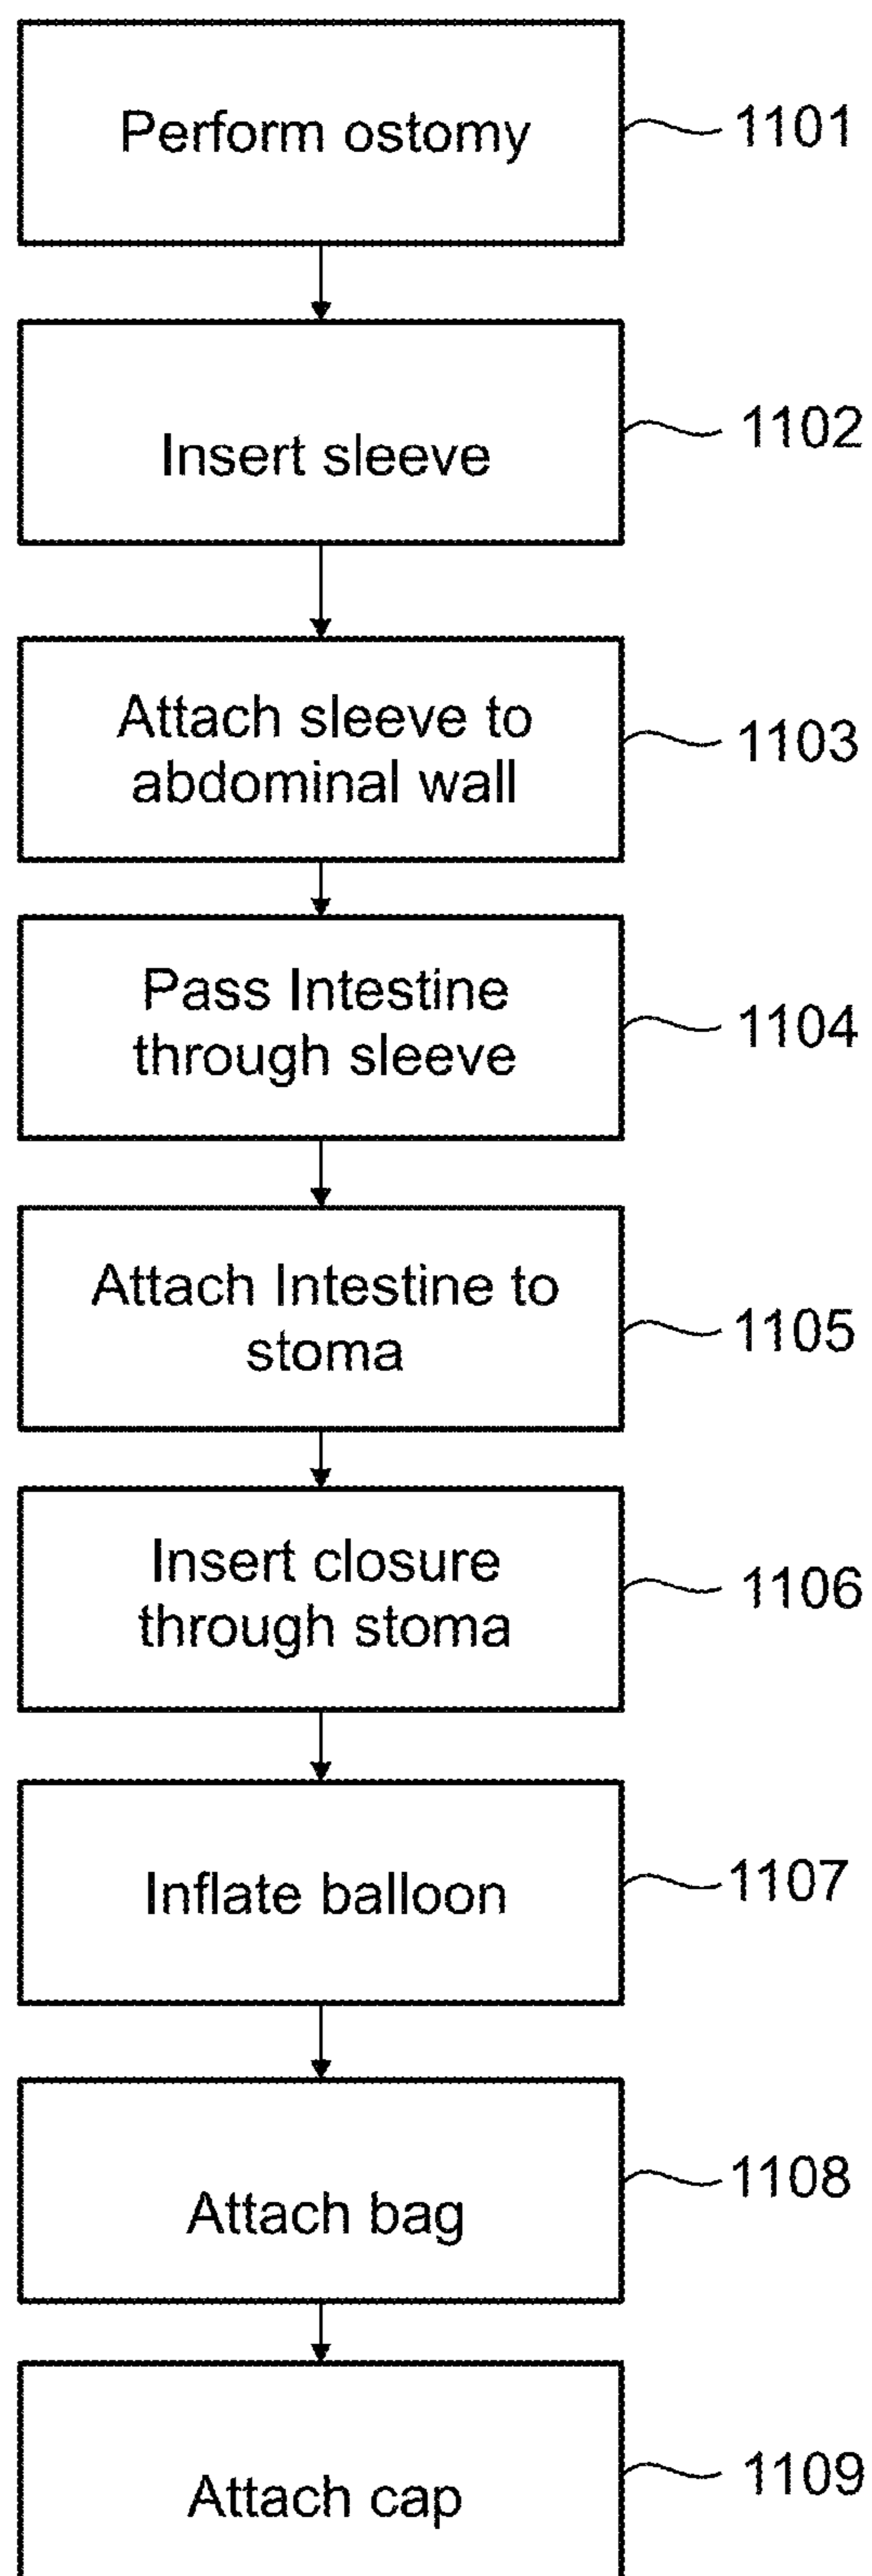 Perform ostomy
1101
Insert sleeve
1102
Attach sleeve to
abdominal wall
1103
Pass Intestine
through sleeve
1104
Attach Intestine to
stoma
1105
Insert closure
through stoma
1106
Inflate balloon
1107
Attach bag
1108
Attach cap
1109